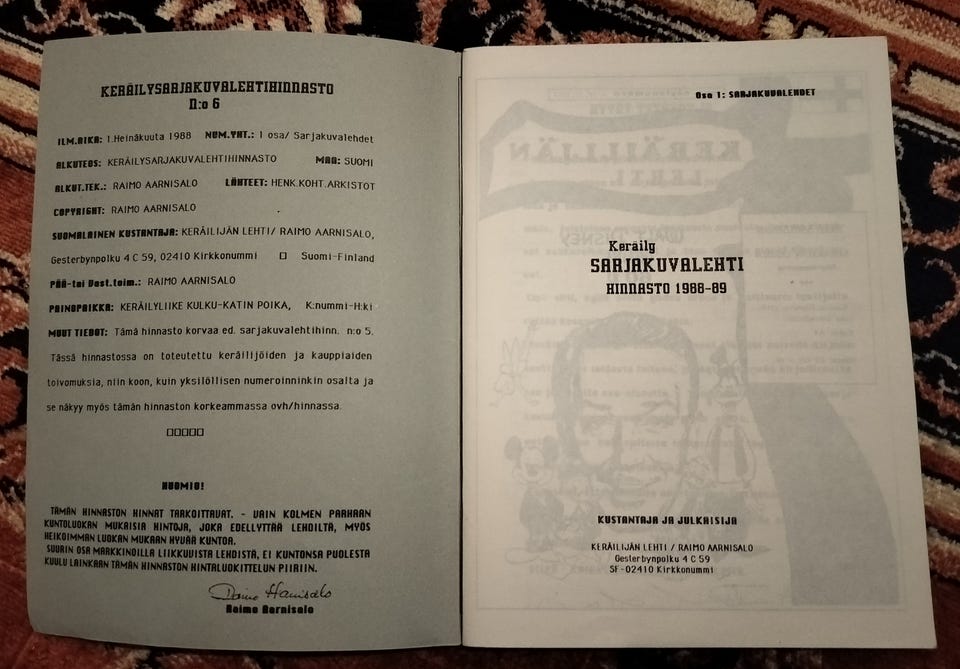 KERÄILYSARJAKUVALEHTIHINNASTO
N:o 6
ILM.AIKA: 1.Heinäkuuta 1988 NUM.YHT.: 1 osa/ Sarjakuvalehdet
ALKUTEOS: KERÄILYSARJAKUVALEHTIHINNASTO MAA: SUOMI
ALKUT.TEK.: RAIMO AARNISALO LÄHTEET: HENK.KOHT.ARKISTOT
COPYRIGHT: RAIMO AARNISALO
SUOMALAINEN KUSTANTAJA: KERÄILIJÄN LEHTI/ RAIMO AARNISALO,
Gesterbynpolku 4 C 59, 02410 Kirkkonummi □ Suomi-Finland
PÄÄ-tai Vast.toim.: RAIMO AARNISALO
PAINOPAIKKA: KERÄILYLIIKE KULKU-KATIN POIKA, K:nummi-H:ki
MUUT TIEDOT: Tämä hinnasto korvaa ed. sarjakuvalehtihinn. n:o 5.
Tässä hinnastossa on toteutettu keräilijöiden ja kauppiaiden
toivomuksia, niin koon, kuin yksilöllisen numeroinninkin osalta ja
se näkyy myös tämän hinnaston korkeammassa ovh/hinnassa.
□□□□□
HUOMIO!
TÄMÄN HINNASTON HINNAT TARKOITTAVAT. - VAIN KOLMEN PARHAAN
KUNTOLUOKAN MUKAISIA HINTOJA, JOKA EDELLYTTÄÄ LEHDILTÄ, MYÖS
HEIKOIMMAN LUOKAN MUKAAN HYVÄÄ KUNTOA.
SUURIN OSA MARKKINOILLA LIIKKUVISTA LEHDISTÄ, EI KUNTONSA PUOLESTA
KUULU LAINKAAN TÄMÄN HINNASTON HINTALUOKITTELUN PIIRIIN.
Raimo Aarnisalo
Osa 1: SARJAKUVALEHDET
KERÄILIJÄN
LEHTI
WALT DISNEY
Keräily
SARJAKUVALEHTI
HINNASTO 1988-89
KUSTANTAJA JA JULKAISIJA
KERÄILIJÄN LEHTI / RAIMO AARNISALO
Gesterbynpolku 4 C 59
SF-02410 Kirkkonummi